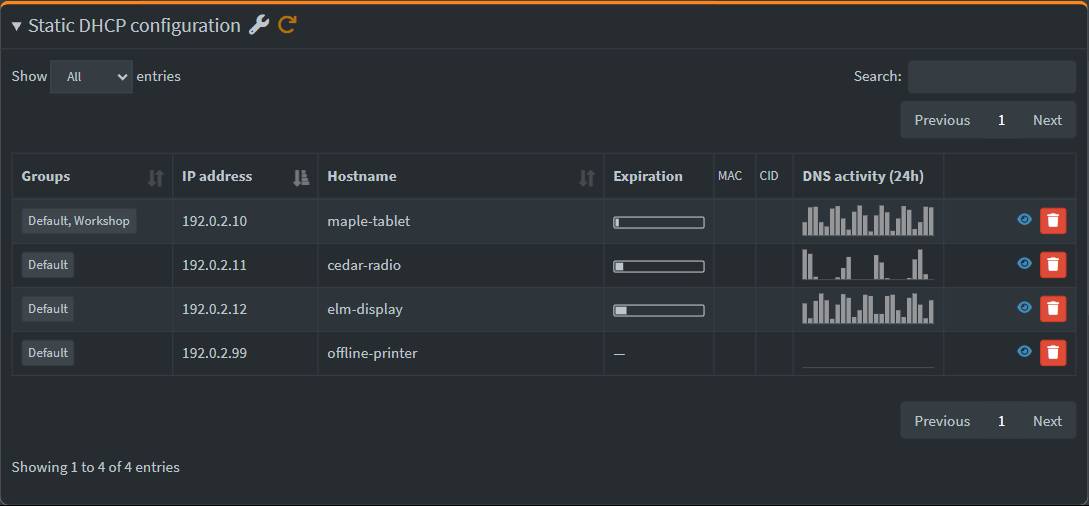 Static DHCP configuration
Show All entries Search:
Previous 1 Next
Groups IP address Hostname Expiration MAC CID DNS activity (24h)
Default, Workshop 192.0.2.10 maple-tablet
Default 192.0.2.11 cedar-radio
Default 192.0.2.12 elm-display
Default 192.0.2.99 offline-printer —
Previous 1 Next
Showing 1 to 4 of 4 entries